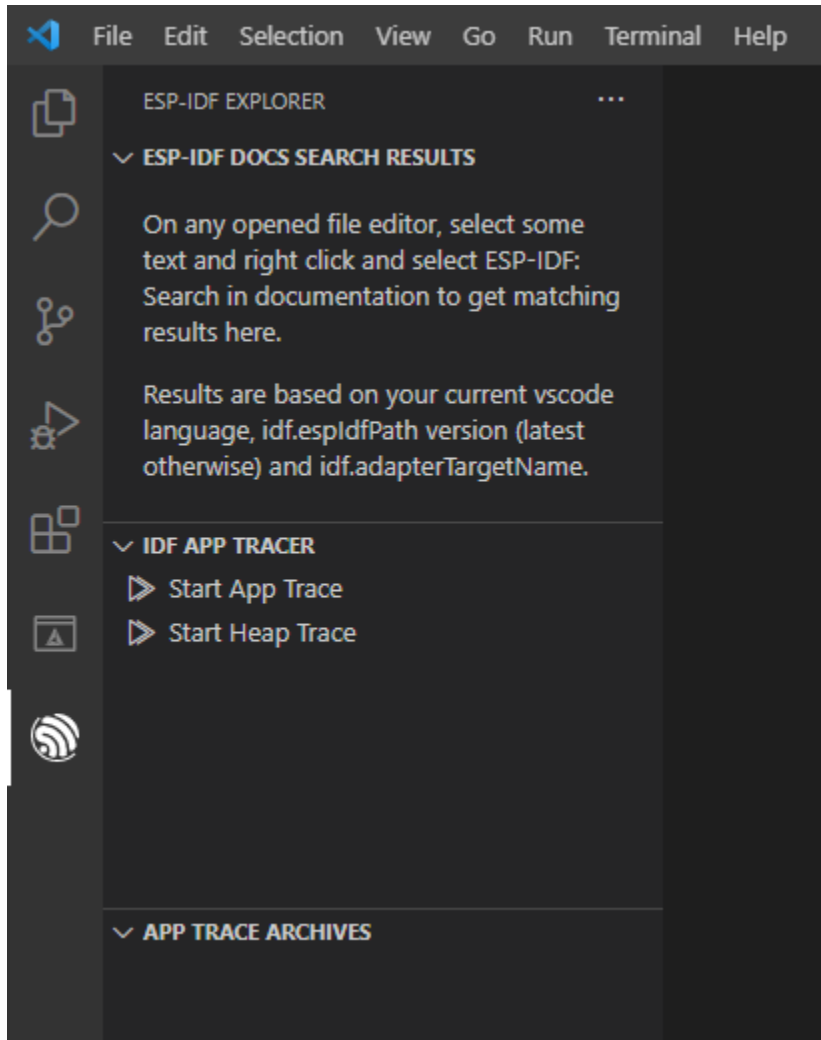 File Edit Selection View Go Run Terminal Help
ESP-IDF EXPLORER ...
ESP-IDF DOCS SEARCH RESULTS
On any opened file editor, select some
text and right click and select ESP-IDF:
Search in documentation to get matching
results here.
Results are based on your current vscode
language, idf.espIdfPath version (latest
otherwise) and idf.adapterTargetName.
IDF APP TRACER
Start App Trace
Start Heap Trace
APP TRACE ARCHIVES